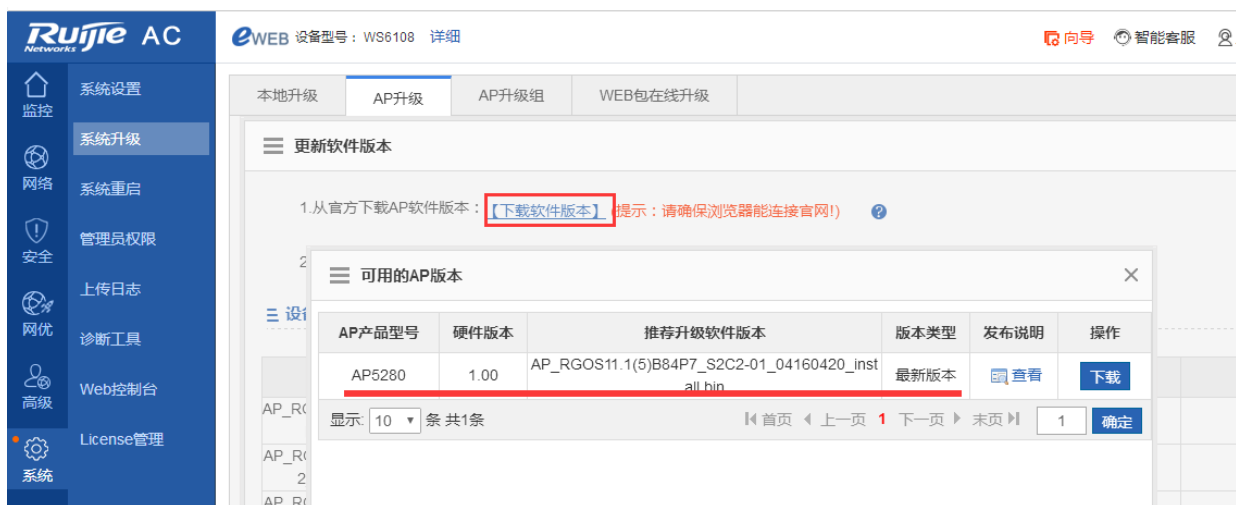 Ruijie AC
Networks
eWEB 设备型号：WS6108 详细
向导 智能客服
监控
网络
安全
网优
高级
系统
系统设置
系统升级
系统重启
管理员权限
上传日志
诊断工具
Web控制台
License管理
本地升级 AP升级 AP升级组 WEB包在线升级
更新软件版本
1.从官方下载AP软件版本：【下载软件版本】 (提示：请确保浏览器能连接官网!) ?
2
可用的AP版本
设
AP产品型号 硬件版本 推荐升级软件版本 版本类型 发布说明 操作
AP5280 1.00 AP_RGOS11.1(5)B84P7_S2C2-01_04160420_inst 最新版本 查看 下载
all.bin
显示: 10 条 共1条 首页 上一页 1 下一页 末页 1 确定
AP_R
AP_R
2
AP_R